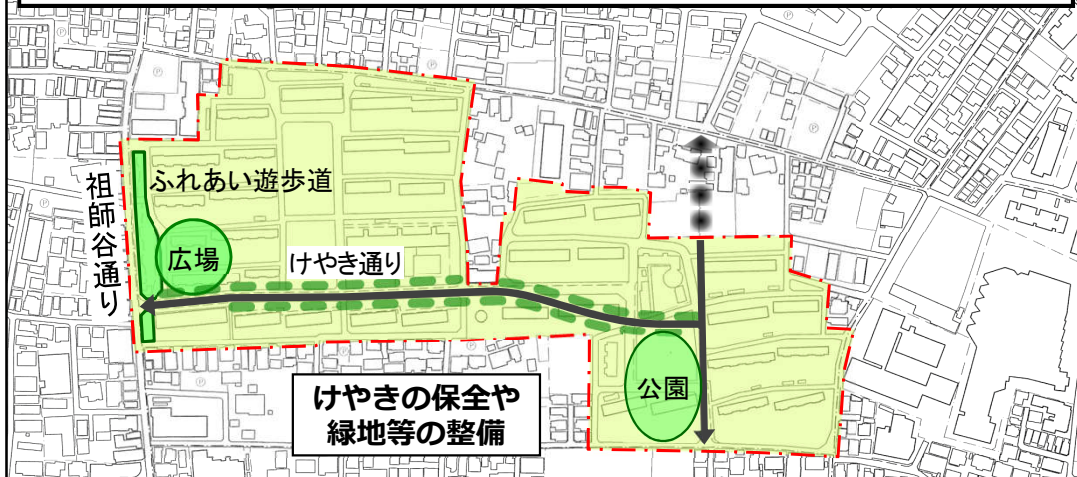 祖師谷通り
ふれあい遊歩道
広場
けやき通り
けやきの保全や
緑地等の整備
公園